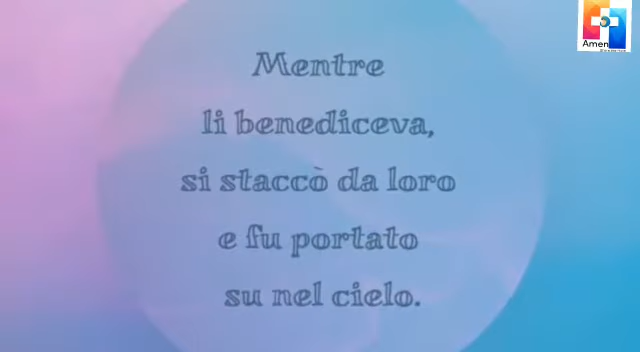 Mentre
li benediceva,
si staccò da loro
e fu portato
su nel cielo.
Amen